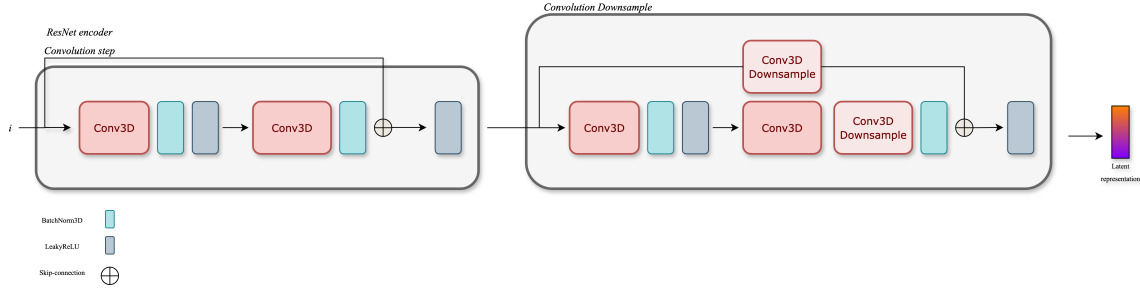 Convolution Downsample
ResNet encoder
Convolution step
Conv3D
Downsample
i
Conv3D
Conv3D
Conv3D
Conv3D
Conv3D
Downsample
Latent
representation
BatchNorm3D
LeakyReLU
Skip-connection